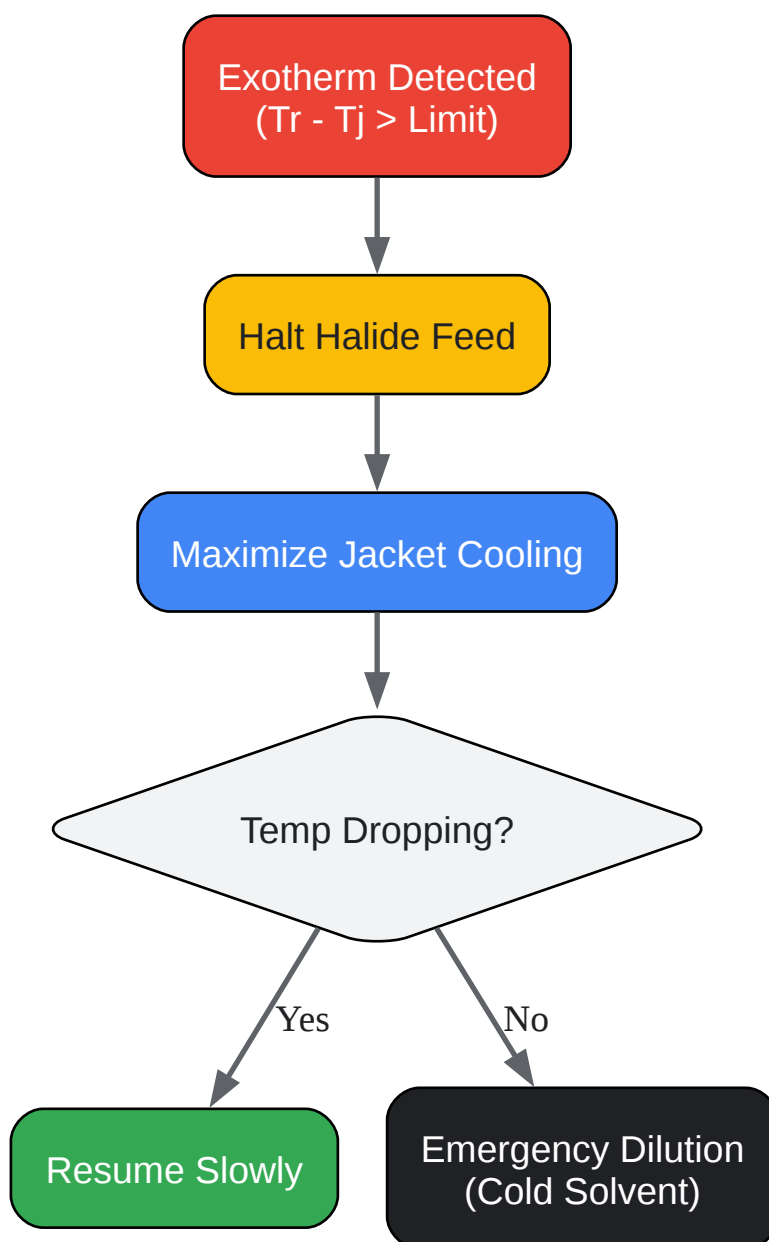 Exotherm Detected
(Tr - Tj > Limit)
Halt Halide Feed
Maximize Jacket Cooling
Temp Dropping?
Yes
No
Resume Slowly
Emergency Dilution
(Cold Solvent)